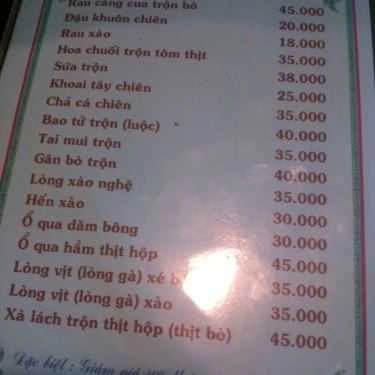 Rau càng cua trộn bò 45.000
Đậu khuôn chiên 20.000
Rau xào 18.000
Hoa chuối trộn tôm thịt 35.000
Sứa trộn 38.000
Khoai tây chiên 25.000
Chả cá chiên 35.000
Bao tử trộn (luộc) 40.000
Tai mui trộn 35.000
Gân bò trộn 40.000
Lòng xào nghệ 35.000
Hến xào 30.000
Ổ qua dăm bông 30.000
Ổ qua hầm thịt hộp 45.000
Lòng vịt (lòng gà) xé 35.000
Lòng vịt (lòng gà) xào 35.000
Xà lách trộn thịt hộp (thịt bò) 45.000
Đặc biệt : Giảm giá